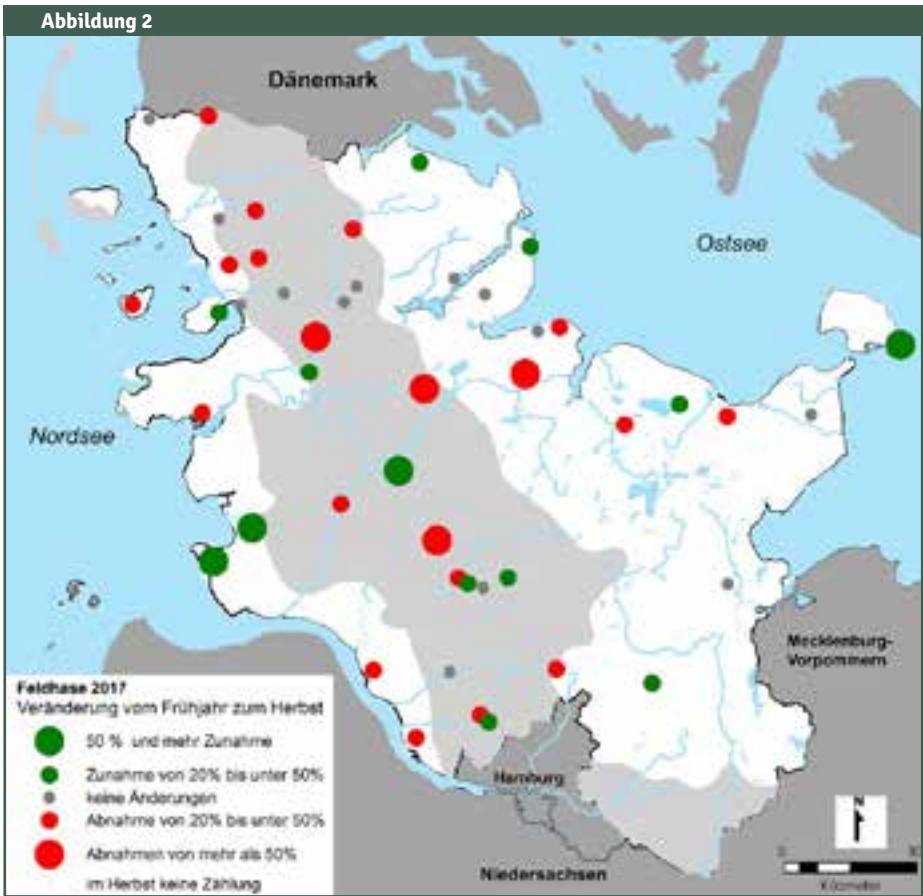 Abbildung 2
Dänemark
Ostsee
Nordsee
Mecklenburg-
Vorpommern
Hamburg
Niedersachsen
N
Kilometer
Feldhase 2017
Veränderung vom Frühjahr zum Herbst
50 % und mehr Zunahme
Zunahme von 20% bis unter 50%
keine Änderungen
Abnahme von 20% bis unter 50%
Abnahmen von mehr als 50%
im Herbst keine Zählung